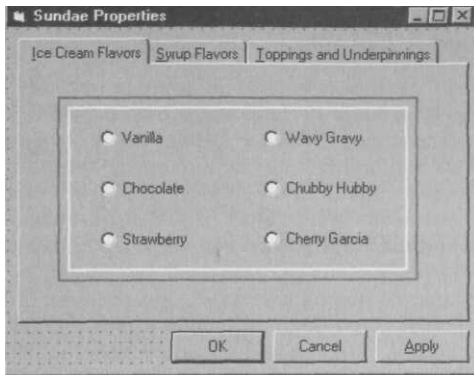 Sundae Properties
Ice Cream Flavors Syrup Flavors Toppings and Underpinnings
Vanilla Wavy Gravy
Chocolate Chubby Hubby
Strawberry Cherry Garcia
OK Cancel Apply